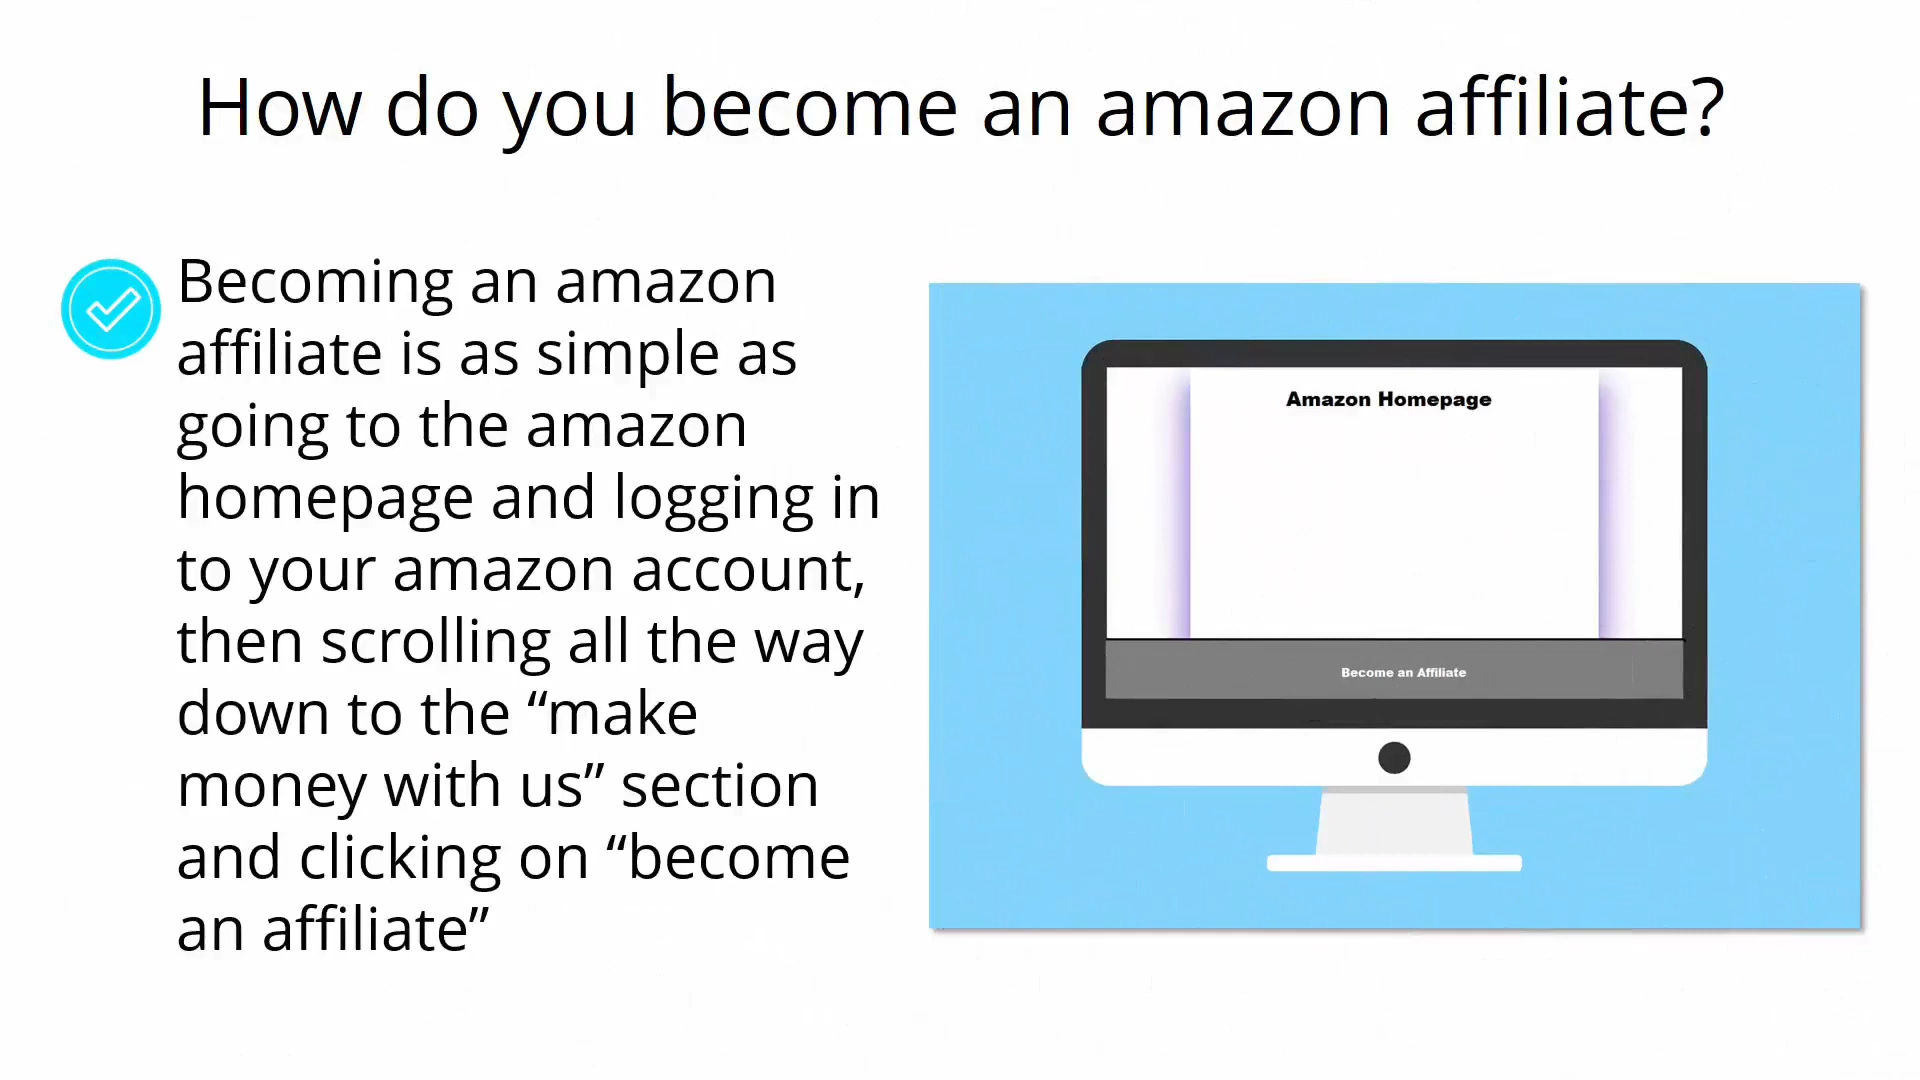 How do you become an amazon affiliate?
Becoming an amazon
affiliate is as simple as
going to the amazon
homepage and logging in
to your amazon account,
then scrolling all the way
down to the “make
money with us” section
and clicking on “become
an affiliate”
Amazon Homepage
Become an Affiliate